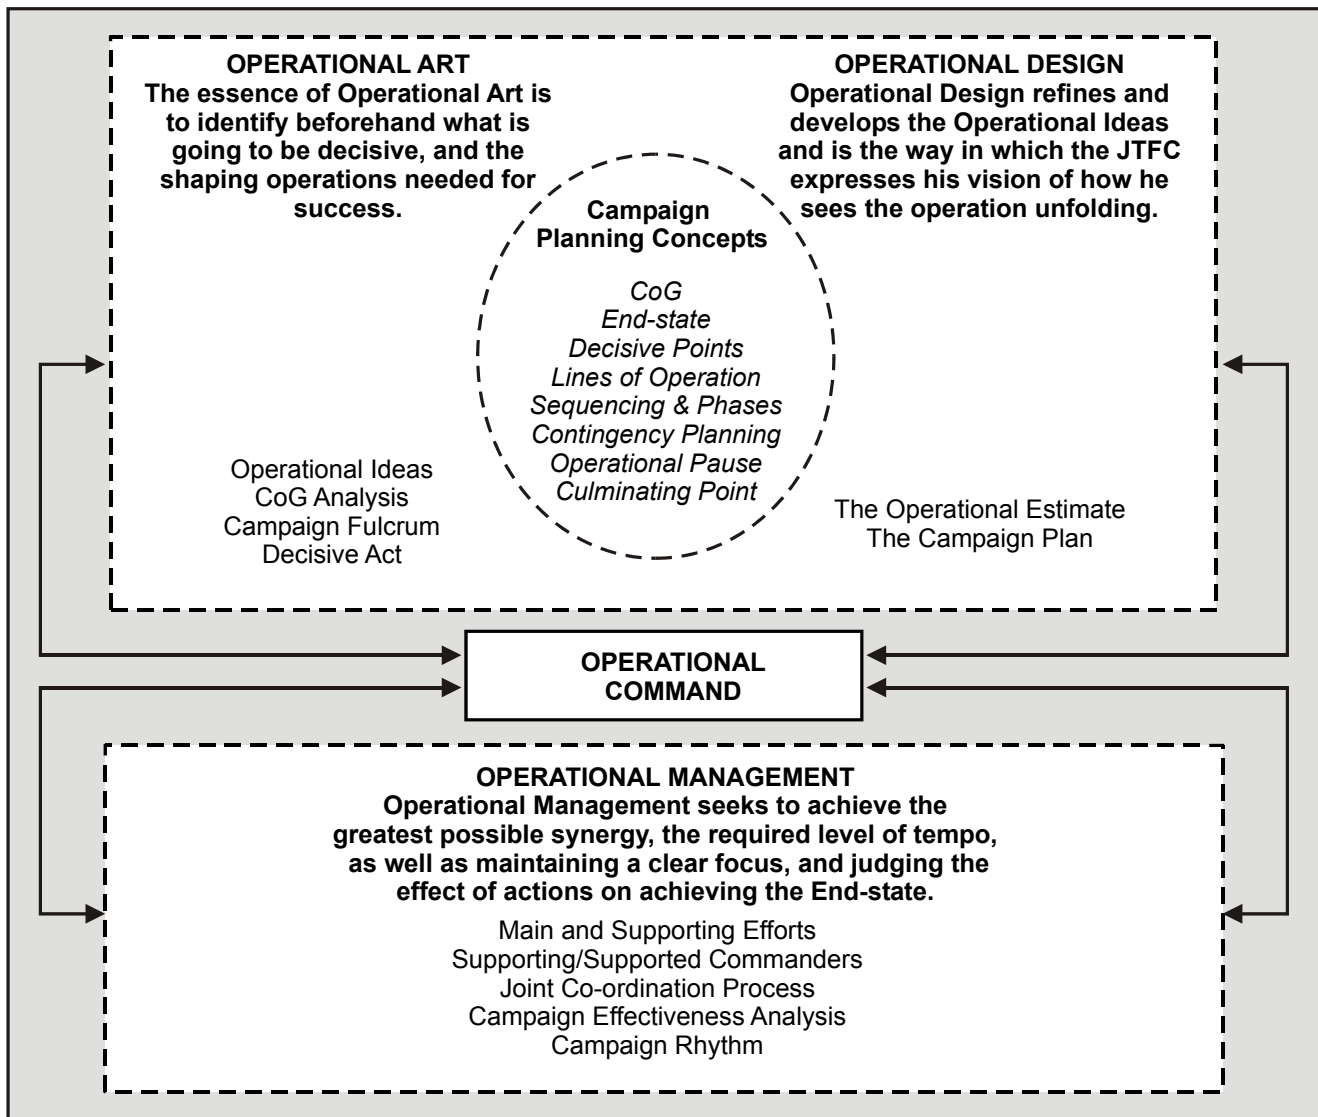 OPERATIONAL ART
The essence of Operational Art is
to identify beforehand what is
going to be decisive, and the
shaping operations needed for
success.
OPERATIONAL DESIGN
Operational Design refines and
develops the Operational Ideas
and is the way in which the JTFC
expresses his vision of how he
sees the operation unfolding.
Campaign
Planning Concepts
CoG
End-state
Decisive Points
Lines of Operation
Sequencing & Phases
Contingency Planning
Operational Pause
Culminating Point
Operational Ideas
CoG Analysis
Campaign Fulcrum
Decisive Act
The Operational Estimate
The Campaign Plan
OPERATIONAL
COMMAND
OPERATIONAL MANAGEMENT
Operational Management seeks to achieve the
greatest possible synergy, the required level of tempo,
as well as maintaining a clear focus, and judging the
effect of actions on achieving the End-state.
Main and Supporting Efforts
Supporting/Supported Commanders
Joint Co-ordination Process
Campaign Effectiveness Analysis
Campaign Rhythm